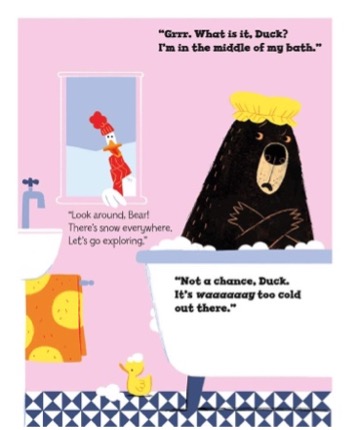 “Grrr. What is it, Duck?
I’m in the middle of my bath.”
“Look around, Bear!
There’s snow everywhere.
Let’s go exploring.”
“Not a chance, Duck.
It’s waaaaaay too cold
out there.”